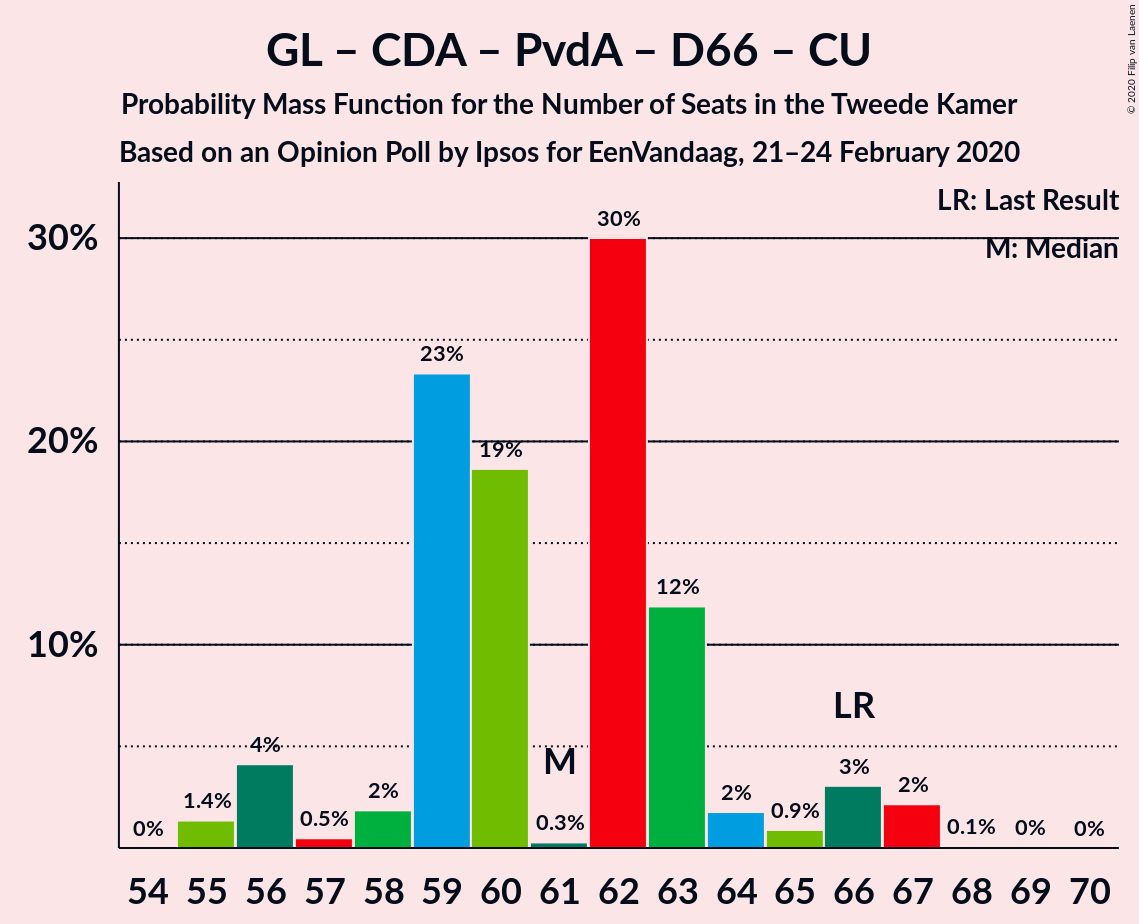 GL – CDA – PvdA – D66 – CU
Probability Mass Function for the Number of Seats in the Tweede Kamer
Based on an Opinion Poll by Ipsos for EenVandaag, 21–24 February 2020
© 2020 Filip van Laenen
LR: Last Result
M: Median
30%
20%
10%
0%
1.4%
4%
0.5%
2%
23%
19%
0.3%
30%
12%
2%
0.9%
3%
2%
0.1%
0%
0%
M
LR
54 55 56 57 58 59 60 61 62 63 64 65 66 67 68 69 70